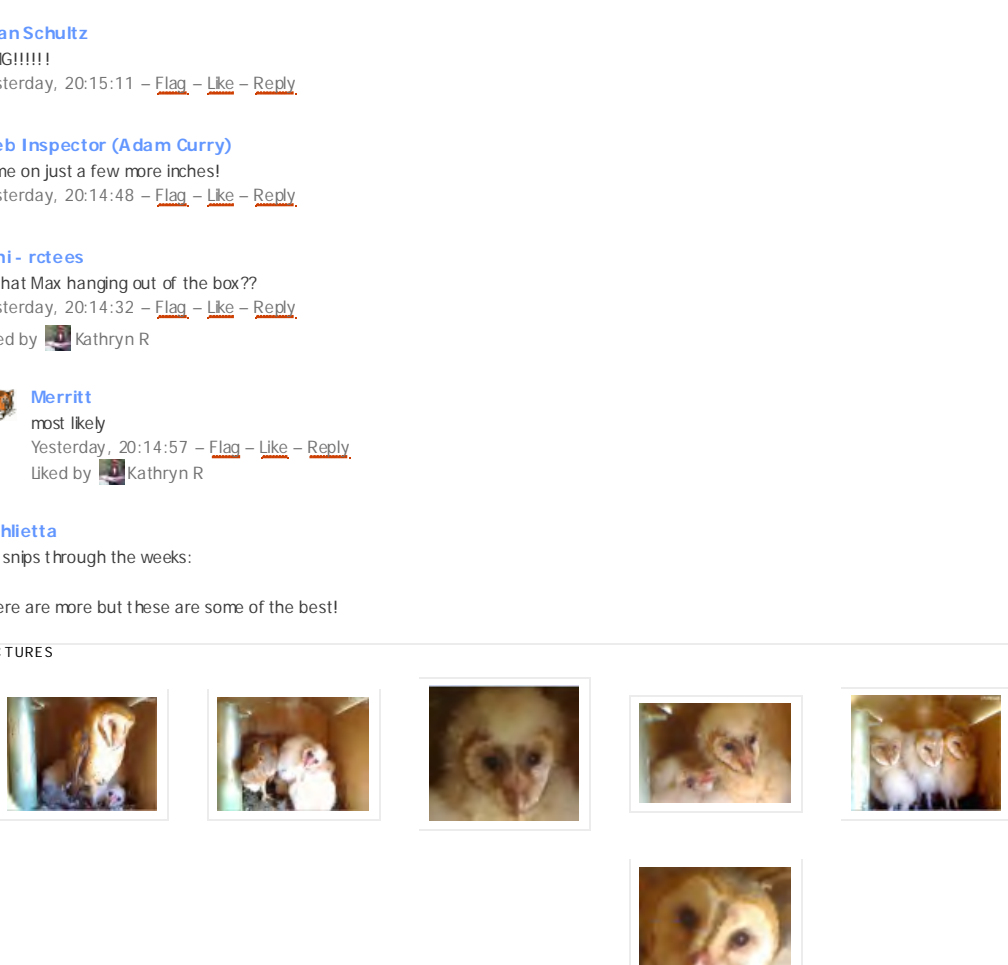 an Schultz
G!!!!!!
sterday, 20:15:11 – Flag – Like – Reply
eb Inspector (Adam Curry)
me on just a few more inches!
sterday, 20:14:48 – Flag – Like – Reply
ni - rctees
hat Max hanging out of the box??
sterday, 20:14:32 – Flag – Like – Reply
ed by Kathryn R
Merritt
most likely
Yesterday, 20:14:57 – Flag – Like – Reply
Liked by Kathryn R
hlietta
snips through the weeks:
ere are more but these are some of the best!
CTURES